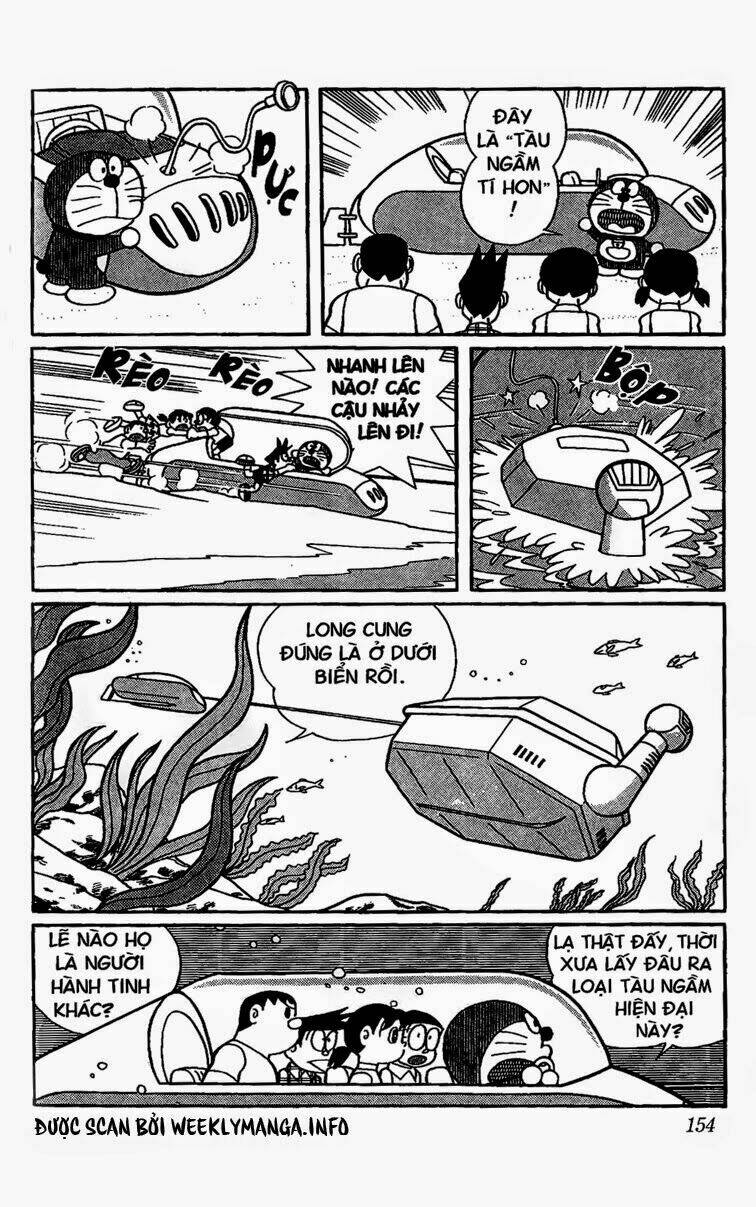 PỰC
ĐÂY
LÀ "TÀU
NGẦM
TÍ HON"
!
RÈO
RÈO
NHANH LÊN
NÀO! CÁC
CẬU NHẢY
LÊN ĐI!
BỘP
LONG CUNG
ĐÚNG LÀ Ở DƯỚI
BIỂN RỒI.
LẼ NÀO HỌ
LÀ NGƯỜI
HÀNH TINH
KHÁC?
LẠ THẬT ĐẤY, THỜI
XƯA LẤY ĐÂU RA
LOẠI TÀU NGẦM
HIỆN ĐẠI
NÀY?
ĐƯỢC SCAN BỞI WEEKLYMANGA.INFO
154